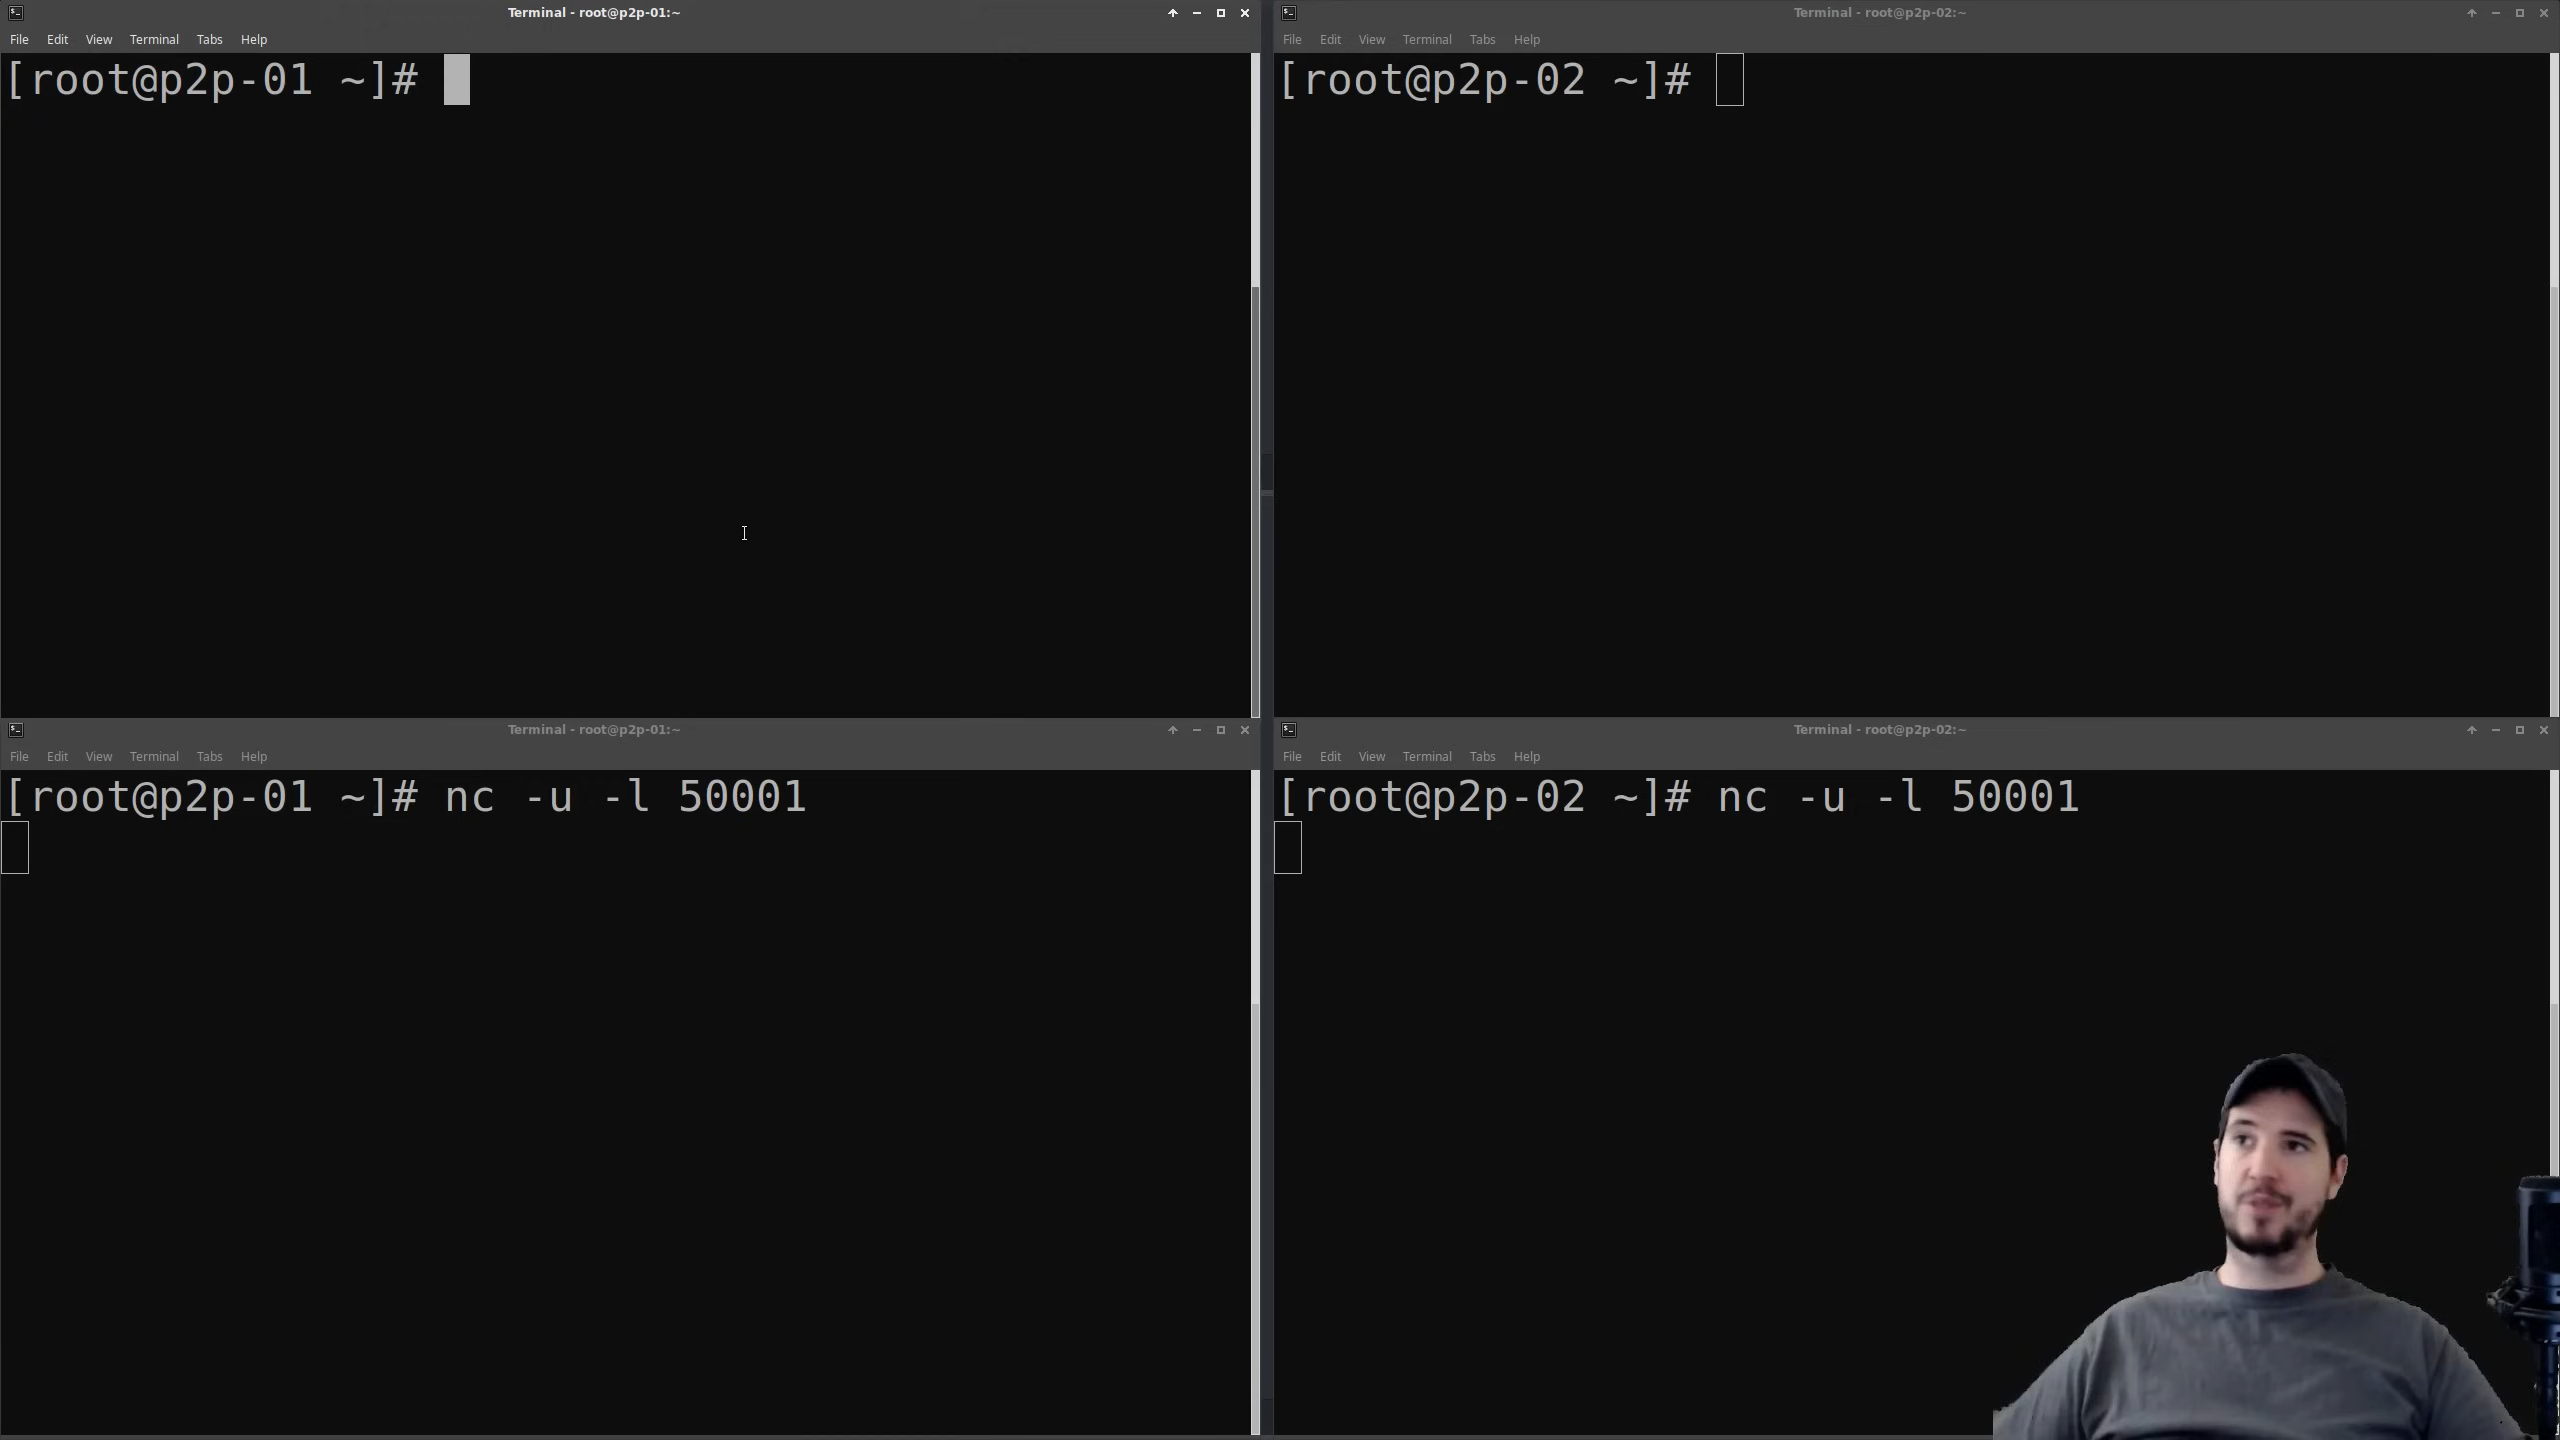 Terminal - root@p2p-01:~
File Edit View Terminal Tabs Help
[root@p2p-01 ~]#
Terminal - root@p2p-02:~
File Edit View Terminal Tabs Help
[root@p2p-02 ~]#
Terminal - root@p2p-01:~
File Edit View Terminal Tabs Help
[root@p2p-01 ~]# nc -u -l 50001
Terminal - root@p2p-02:~
File Edit View Terminal Tabs Help
[root@p2p-02 ~]# nc -u -l 50001